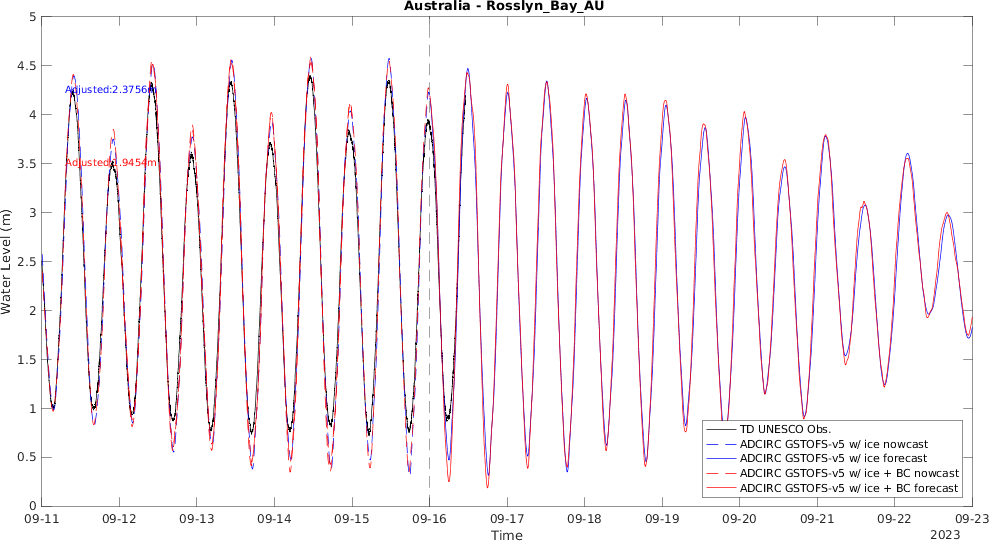 Australia - Rosslyn_Bay_AU
5
4.5
4
3.5
3
2.5
2
1.5
1
0.5
0
Water Level (m)
Adjusted:2.3756m
Adjusted:1.9454m
TD UNESCO Obs.
ADCIRC GSTOFS-v5 w/ ice nowcast
ADCIRC GSTOFS-v5 w/ ice forecast
ADCIRC GSTOFS-v5 w/ ice + BC nowcast
ADCIRC GSTOFS-v5 w/ ice + BC forecast
09-11 09-12 09-13 09-14 09-15 09-16 09-17 09-18 09-19 09-20 09-21 09-22 09-23
Time
2023